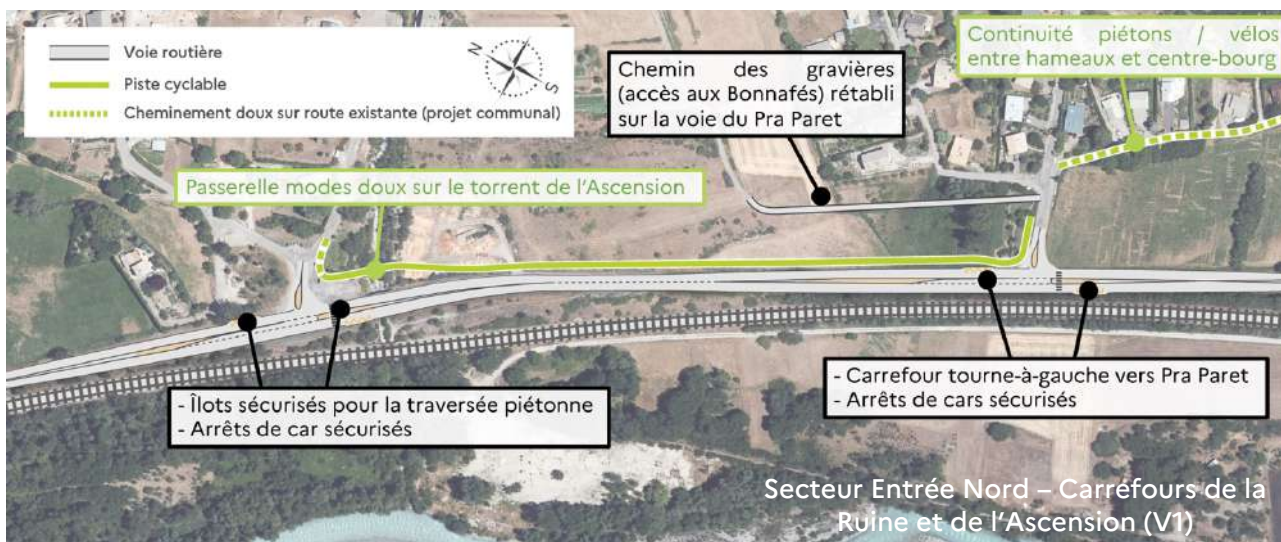 Voie routière
Piste cyclable
Cheminement doux sur route existante (projet communal)
N
S
Chemin des gravières
(accès aux Bonnafés) rétabli
sur la voie du Pra Paret
Continuité piétons / vélos
entre hameaux et centre-bourg
Passerelle modes doux sur le torrent de l'Ascension
- Îlots sécurisés pour la traversée piétonne
- Arrêts de car sécurisés
- Carrefour tourne-à-gauche vers Pra Paret
- Arrêts de cars sécurisés
Secteur Entrée Nord – Carréfours de la
Ruine et de l'Ascension (V1)